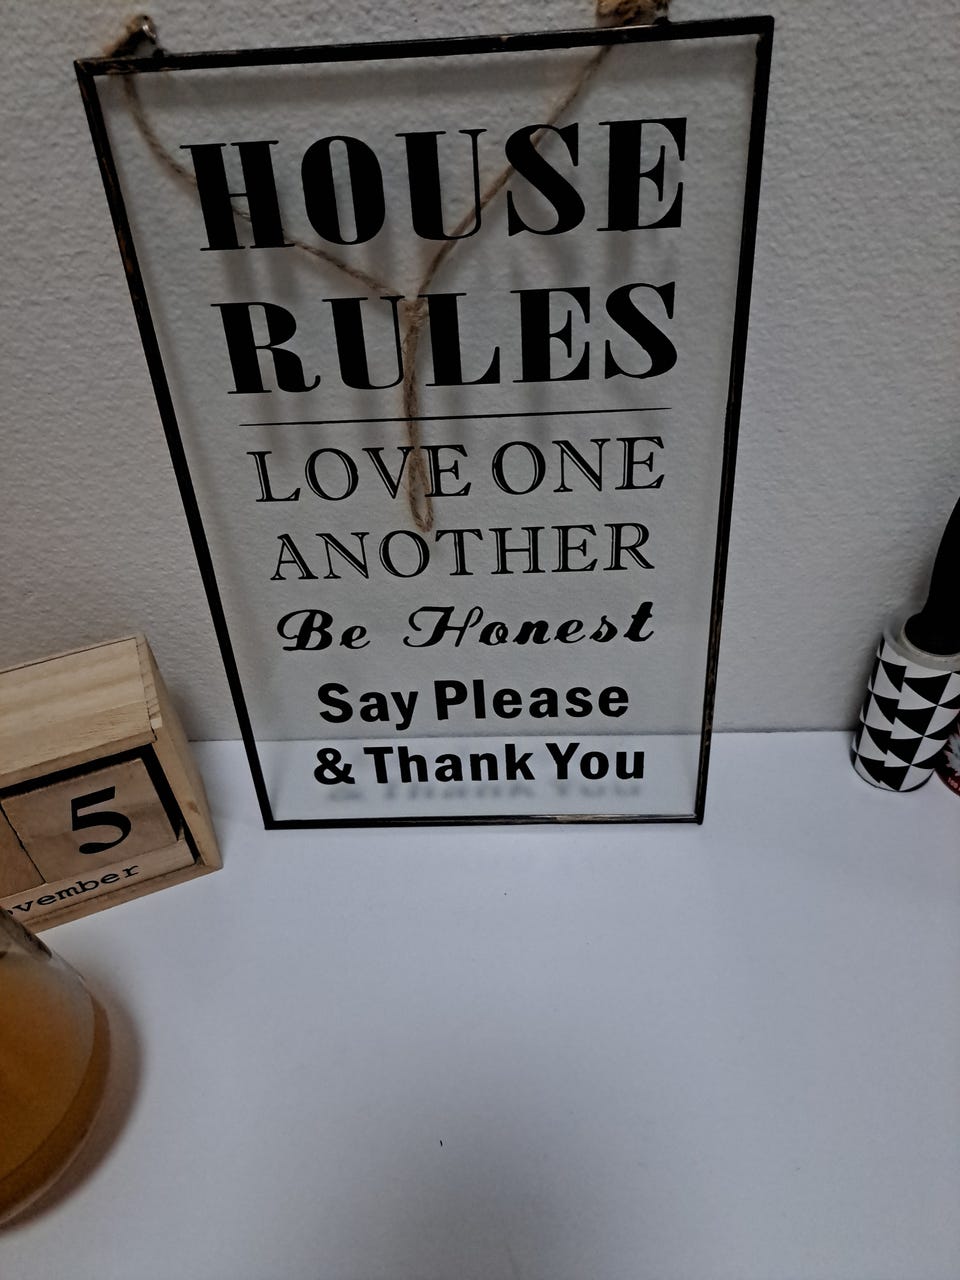 HOUSE
RULES
LOVE ONE
ANOTHER
Be Honest
Say Please
& Thank You
5
vember